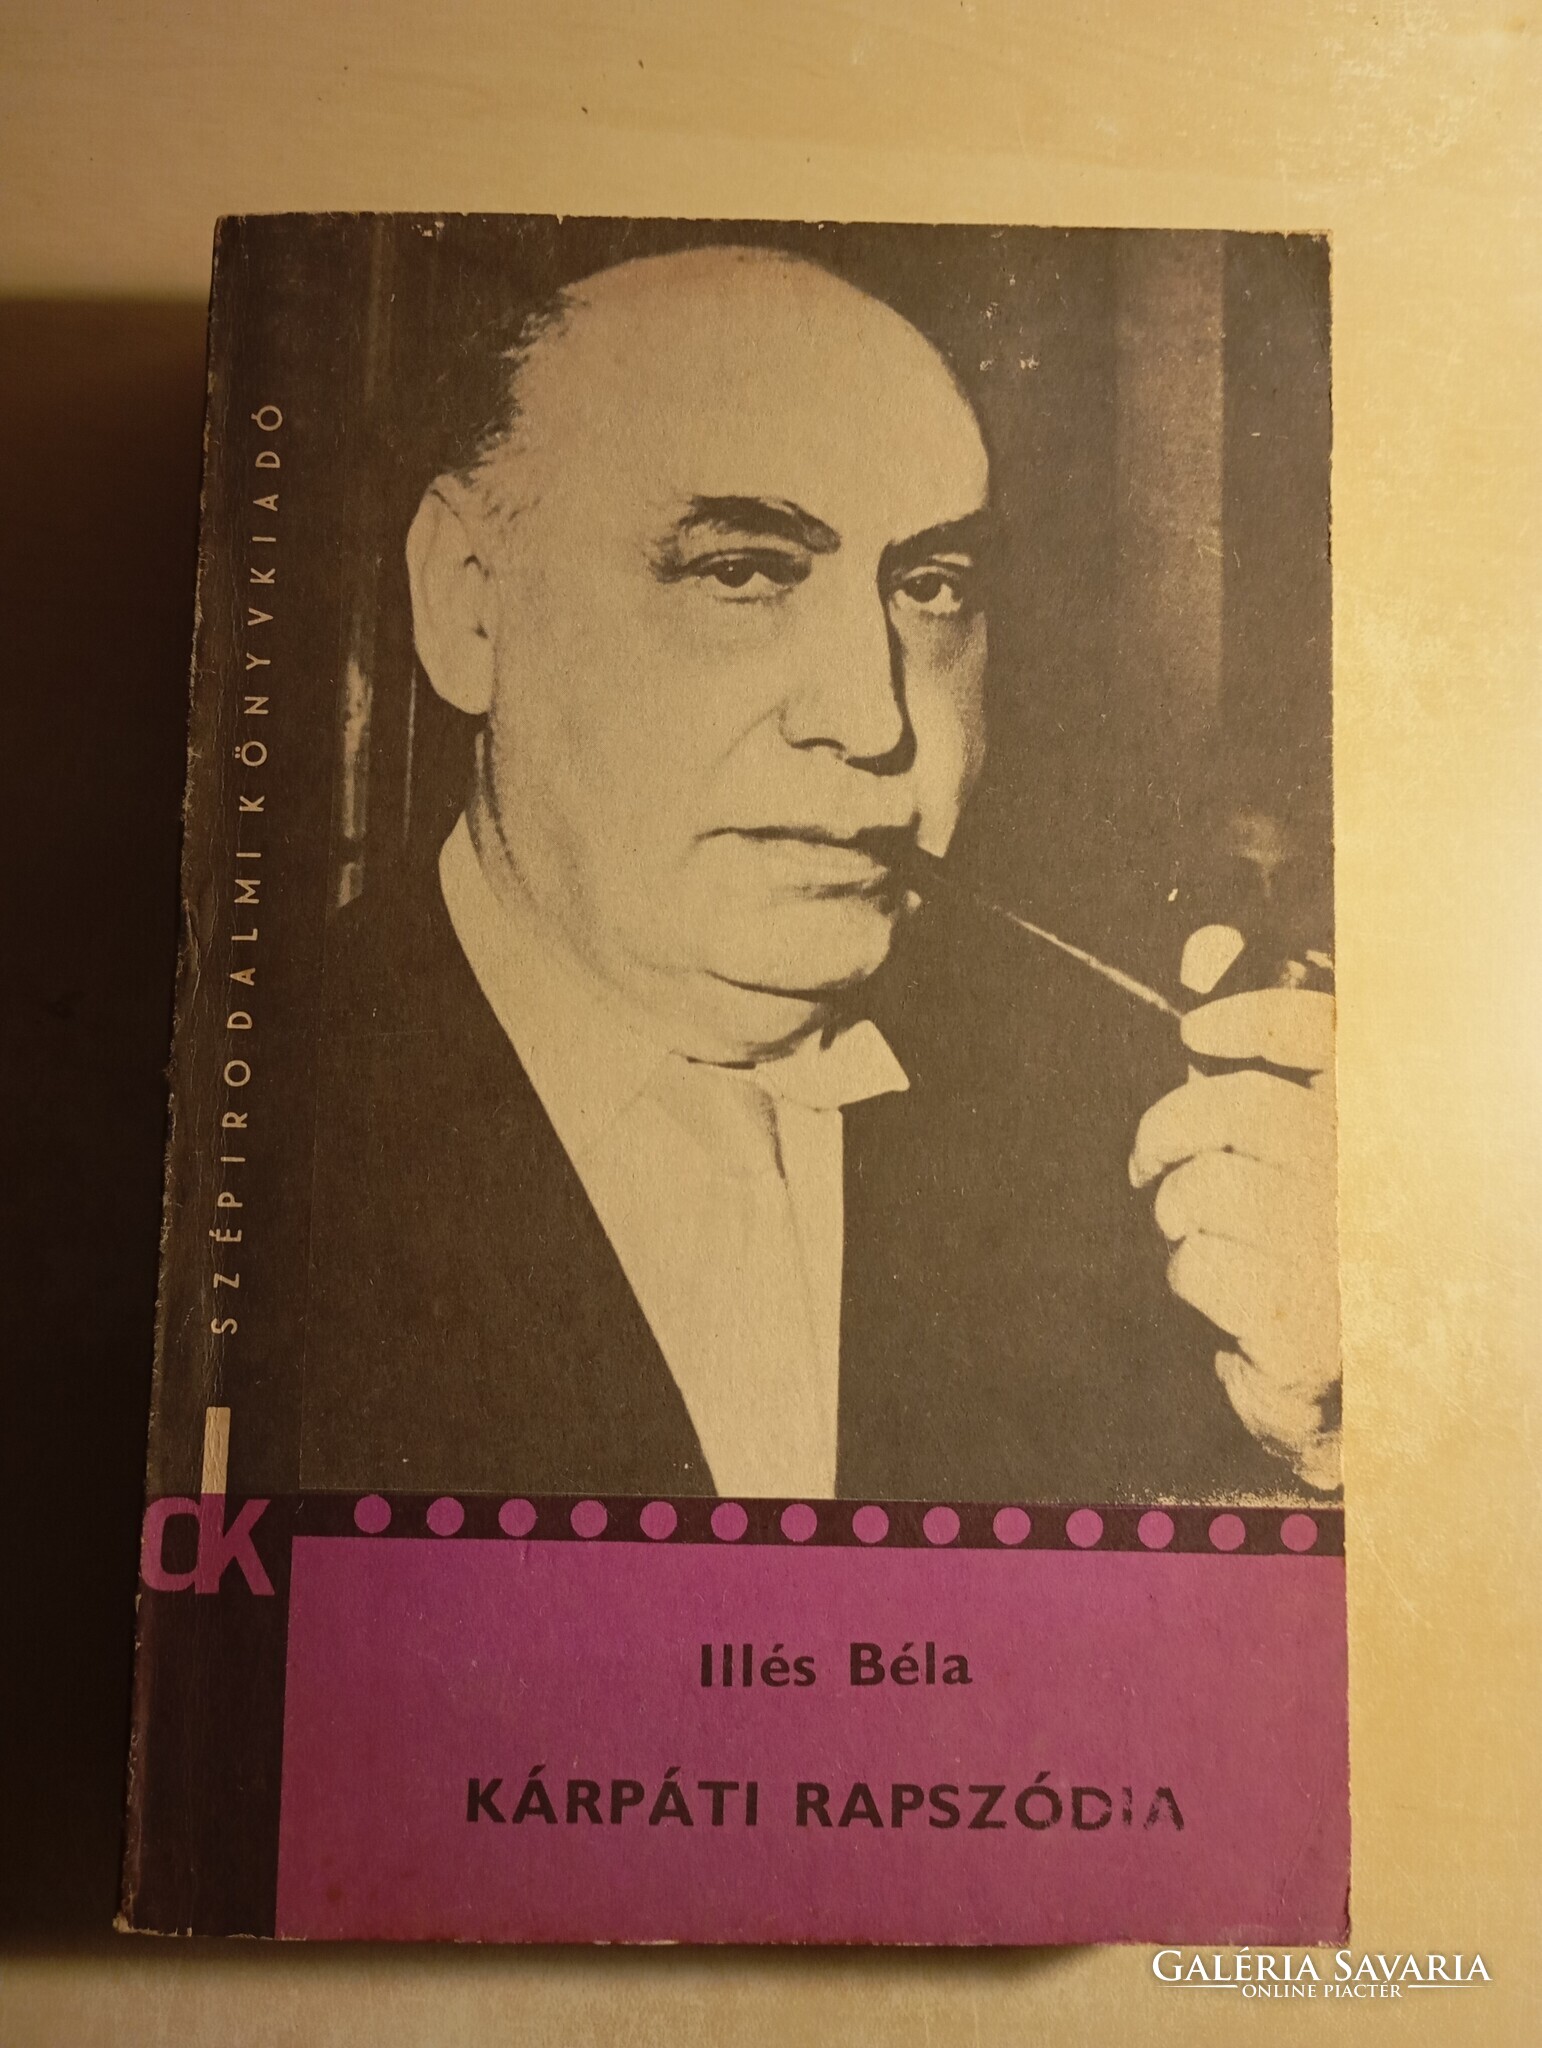 SZÉPIRODALMI KÖNYVKIADÓ
OK
Illés Béla
KÁRPÁTI RAPSZÓDIA
GALÉRIA SAVARIA
ONLINE PIACTÉR